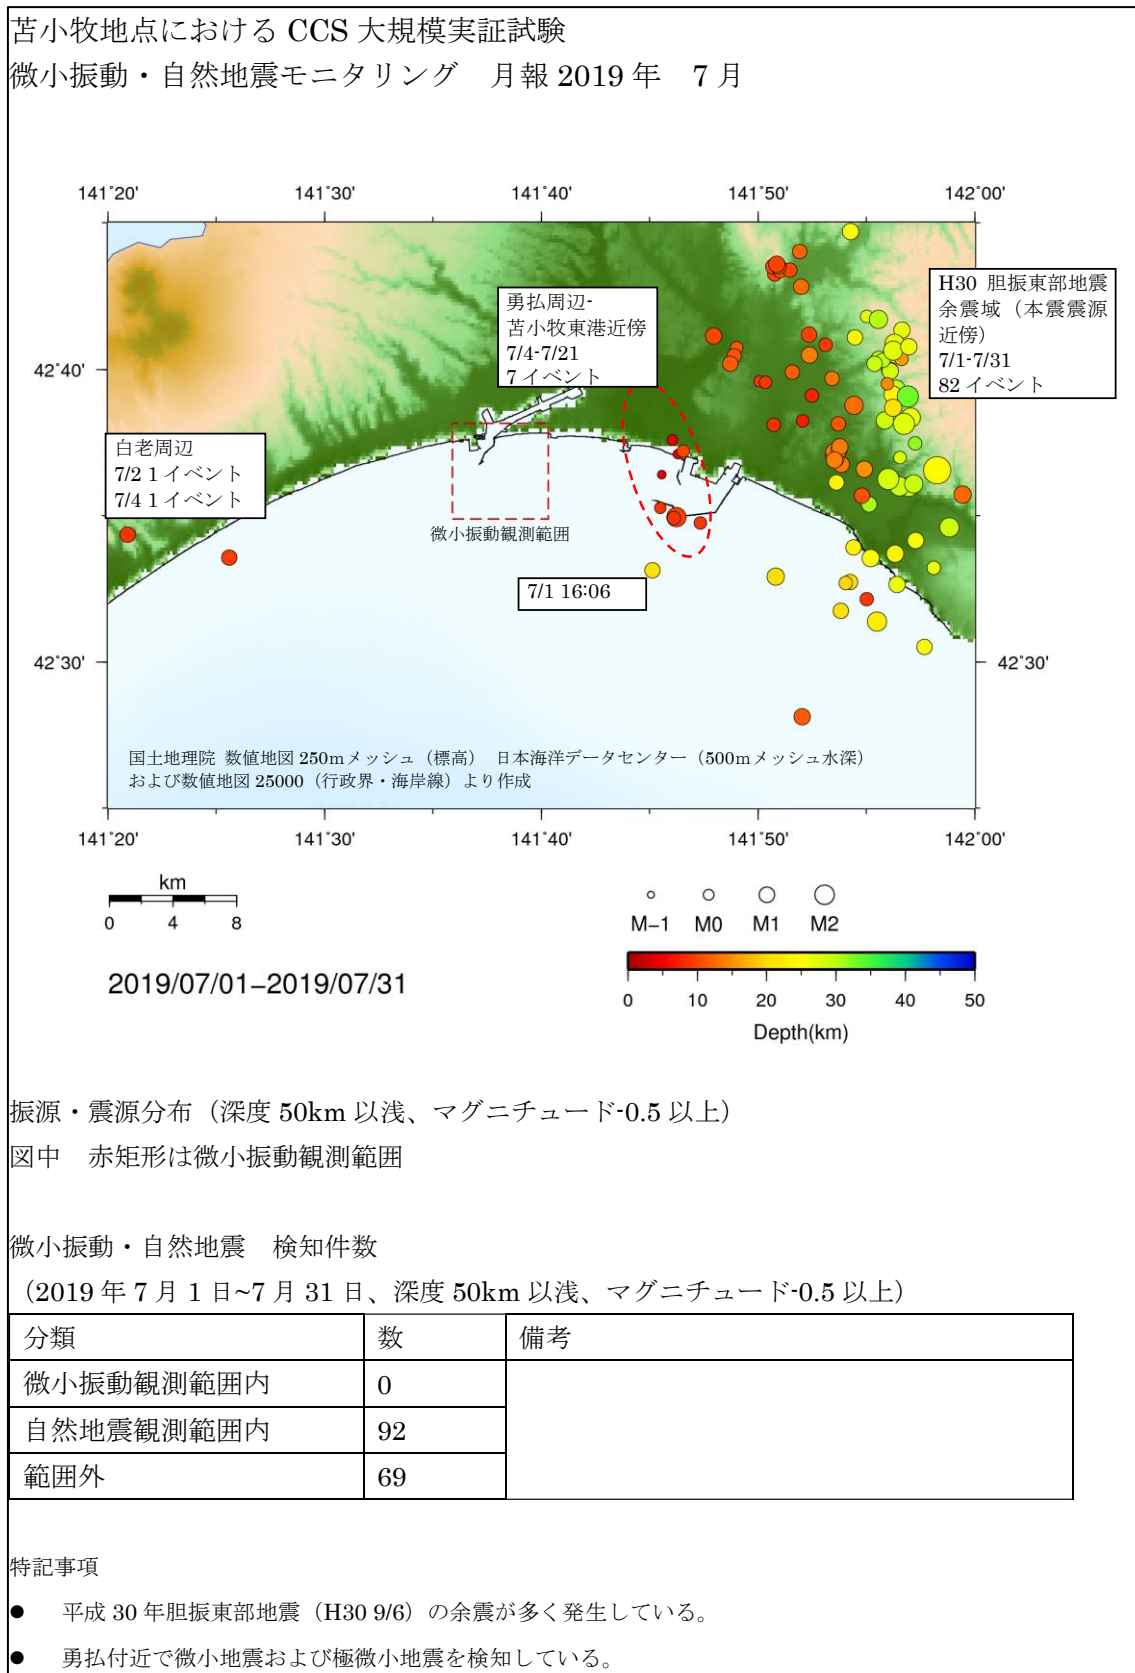 苫小牧地点における CCS 大規模実証試験
微小振動・自然地震モニタリング　月報 2019 年　7 月
141˚20'
141˚30'
141˚40'
141˚50'
142˚00'
H30 胆振東部地震
余震域（本震震源
近傍）
7/1-7/31
82 イベント
勇払周辺-
苫小牧東港近傍
7/4-7/21
7 イベント
42˚40'
白老周辺
7/2 1 イベント
7/4 1 イベント
微小振動観測範囲
7/1 16:06
42˚30'
42˚30'
国土地理院 数値地図 250mメッシュ（標高）　日本海洋データセンター（500mメッシュ水深）
および数値地図 25000（行政界・海岸線）より作成
141˚20'
141˚30'
141˚40'
141˚50'
142˚00'
km
0 4 8
M−1 M0 M1 M2
2019/07/01−2019/07/31
0 10 20 30 40 50
Depth(km)
振源・震源分布（深度 50km 以浅、マグニチュード-0.5 以上）
図中　赤矩形は微小振動観測範囲
微小振動・自然地震　検知件数
（2019 年 7 月 1 日~7 月 31 日、深度 50km 以浅、マグニチュード-0.5 以上）
分類 数 備考
微小振動観測範囲内 0
自然地震観測範囲内 92
範囲外 69
特記事項
● 平成 30 年胆振東部地震（H30 9/6）の余震が多く発生している。
● 勇払付近で微小地震および極微小地震を検知している。